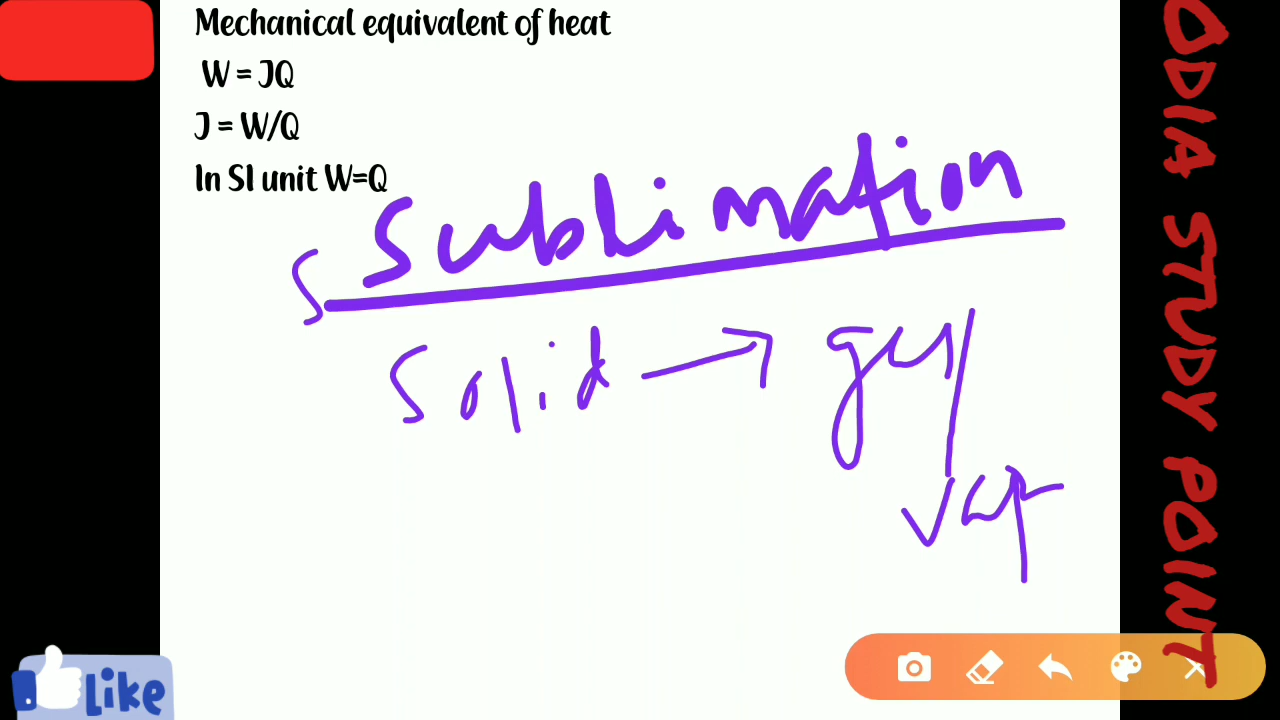 Mechanical equivalent of heat
W = JQ
J = W/Q
In SI unit W=Q
Sublimation
S
Solid → gas/
vap
ODIA STUDY POINT
LIKE